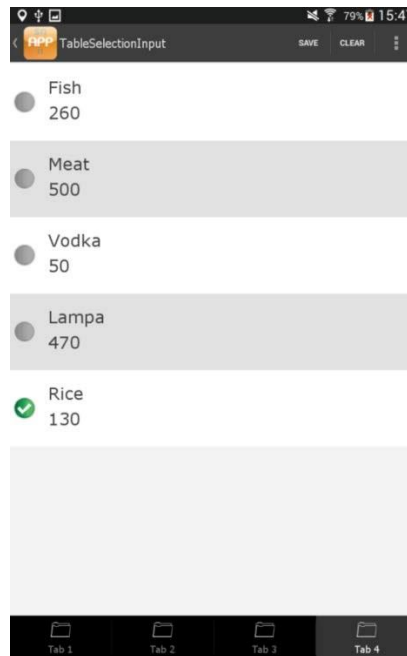 79% 15:4
APP TableSelectionInput SAVE CLEAR
Fish
260
Meat
500
Vodka
50
Lampa
470
Rice
130
Tab 1 Tab 2 Tab 3 Tab 4